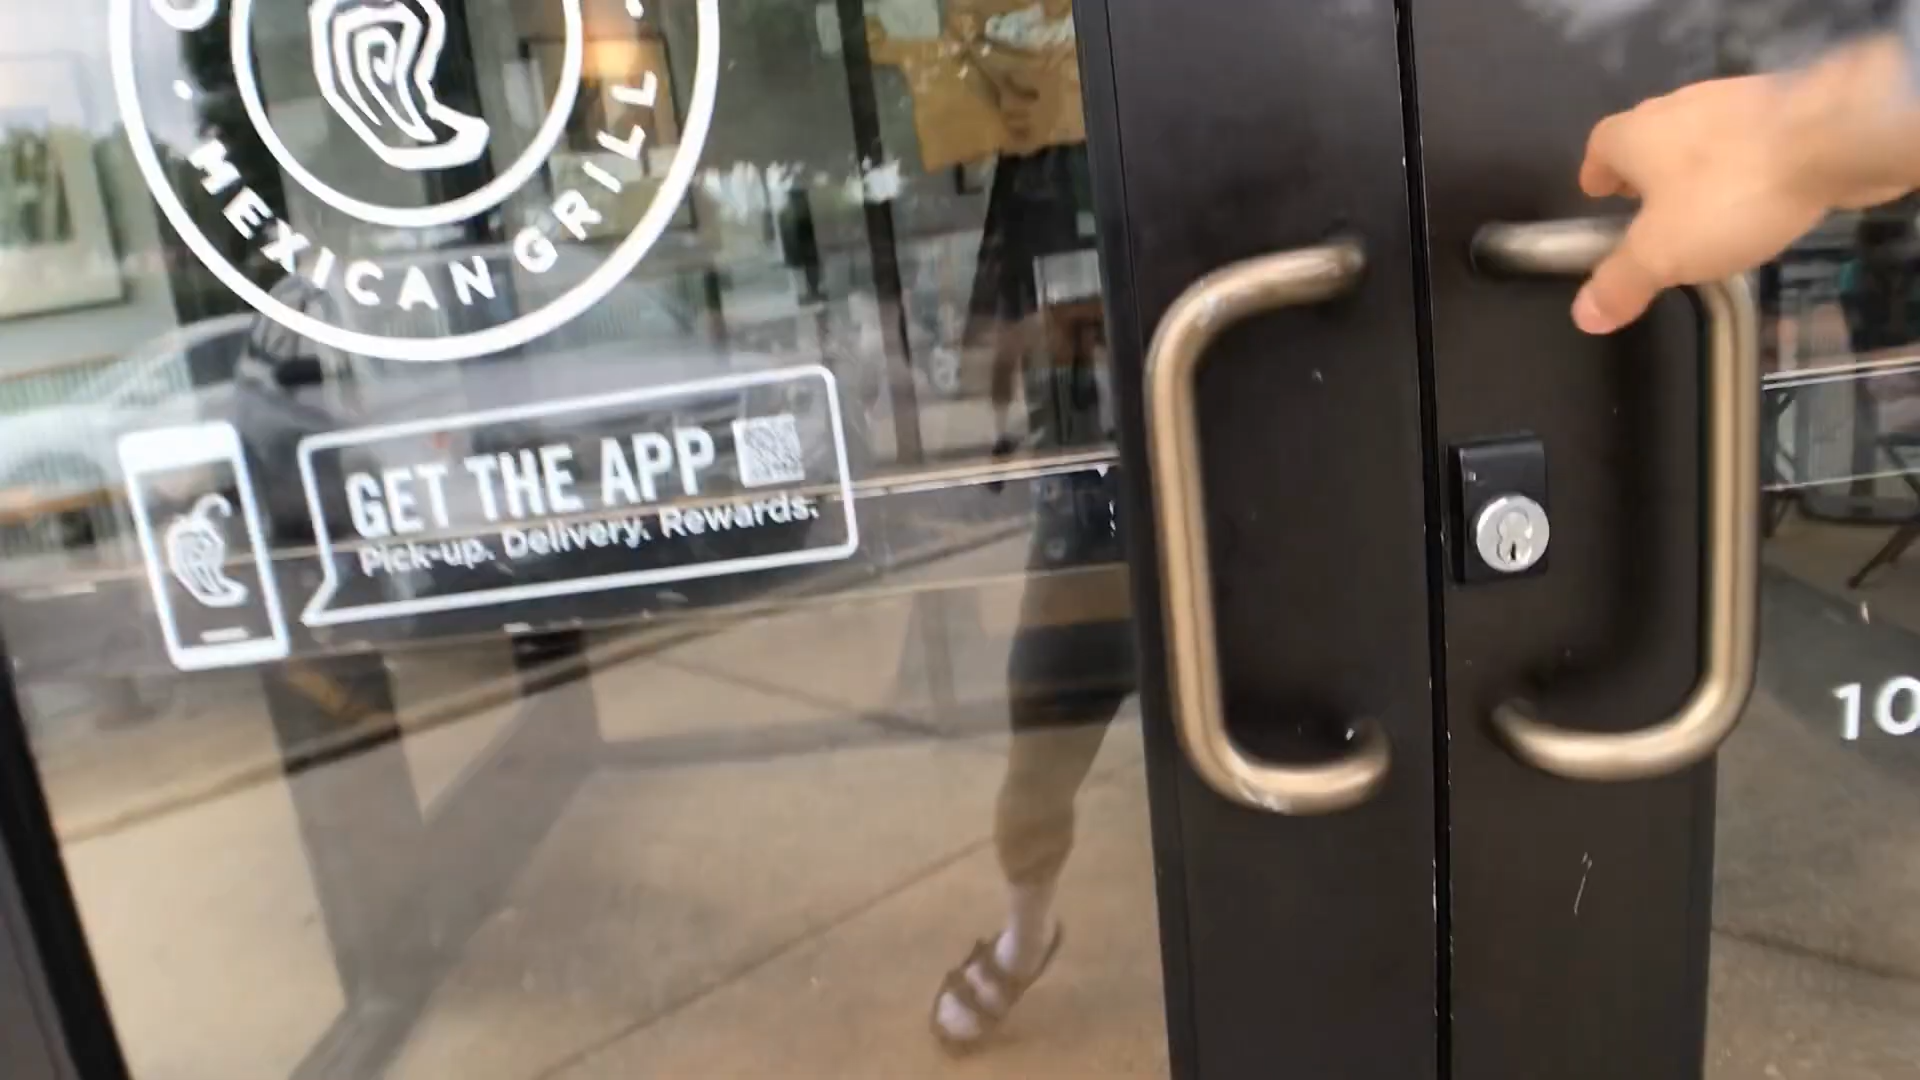 MEXICAN GRILL
GET THE APP
Pick-up. Delivery. Rewards.
10